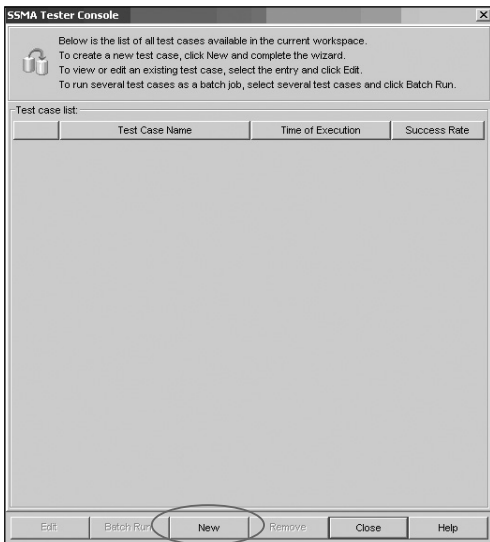 SSMA Tester Console
Below is the list of all test cases available in the current workspace.
To create a new test case, click New and complete the wizard.
To view or edit an existing test case, select the entry and click Edit.
To run several test cases as a batch job, select several test cases and click Batch Run.
Test case list:
Test Case Name Time of Execution Success Rate
Edit Batch Run New Remove Close Help